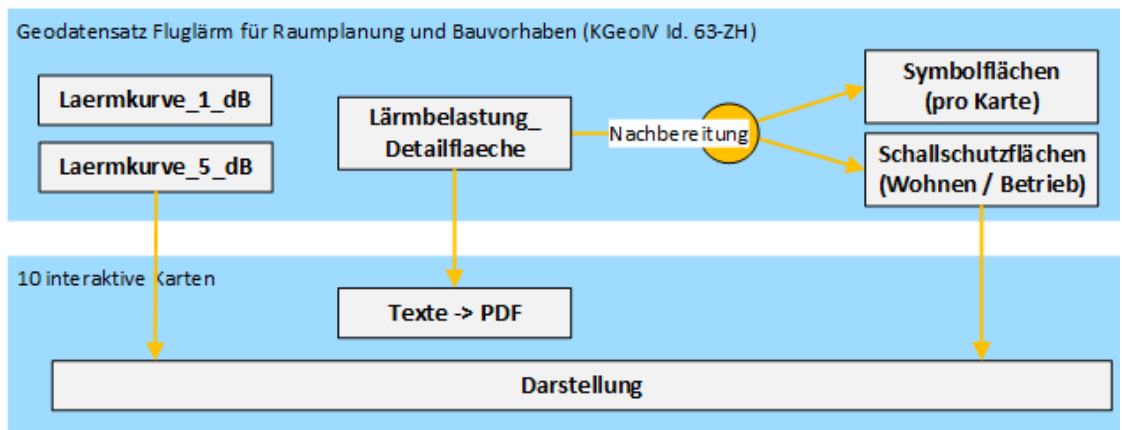 Geodatensatz Fluglärm für Raumplanung und Bauvorhaben (KGeoIV Id. 63-ZH)
Laermkurve_1_dB
Laermkurve_5_dB
Lärmbelastung_
Detailflaeche
Nachbereitung
Symbolflächen
(pro Karte)
Schallschutzflächen
(Wohnen / Betrieb)
10 interaktive Karten
Texte -> PDF
Darstellung